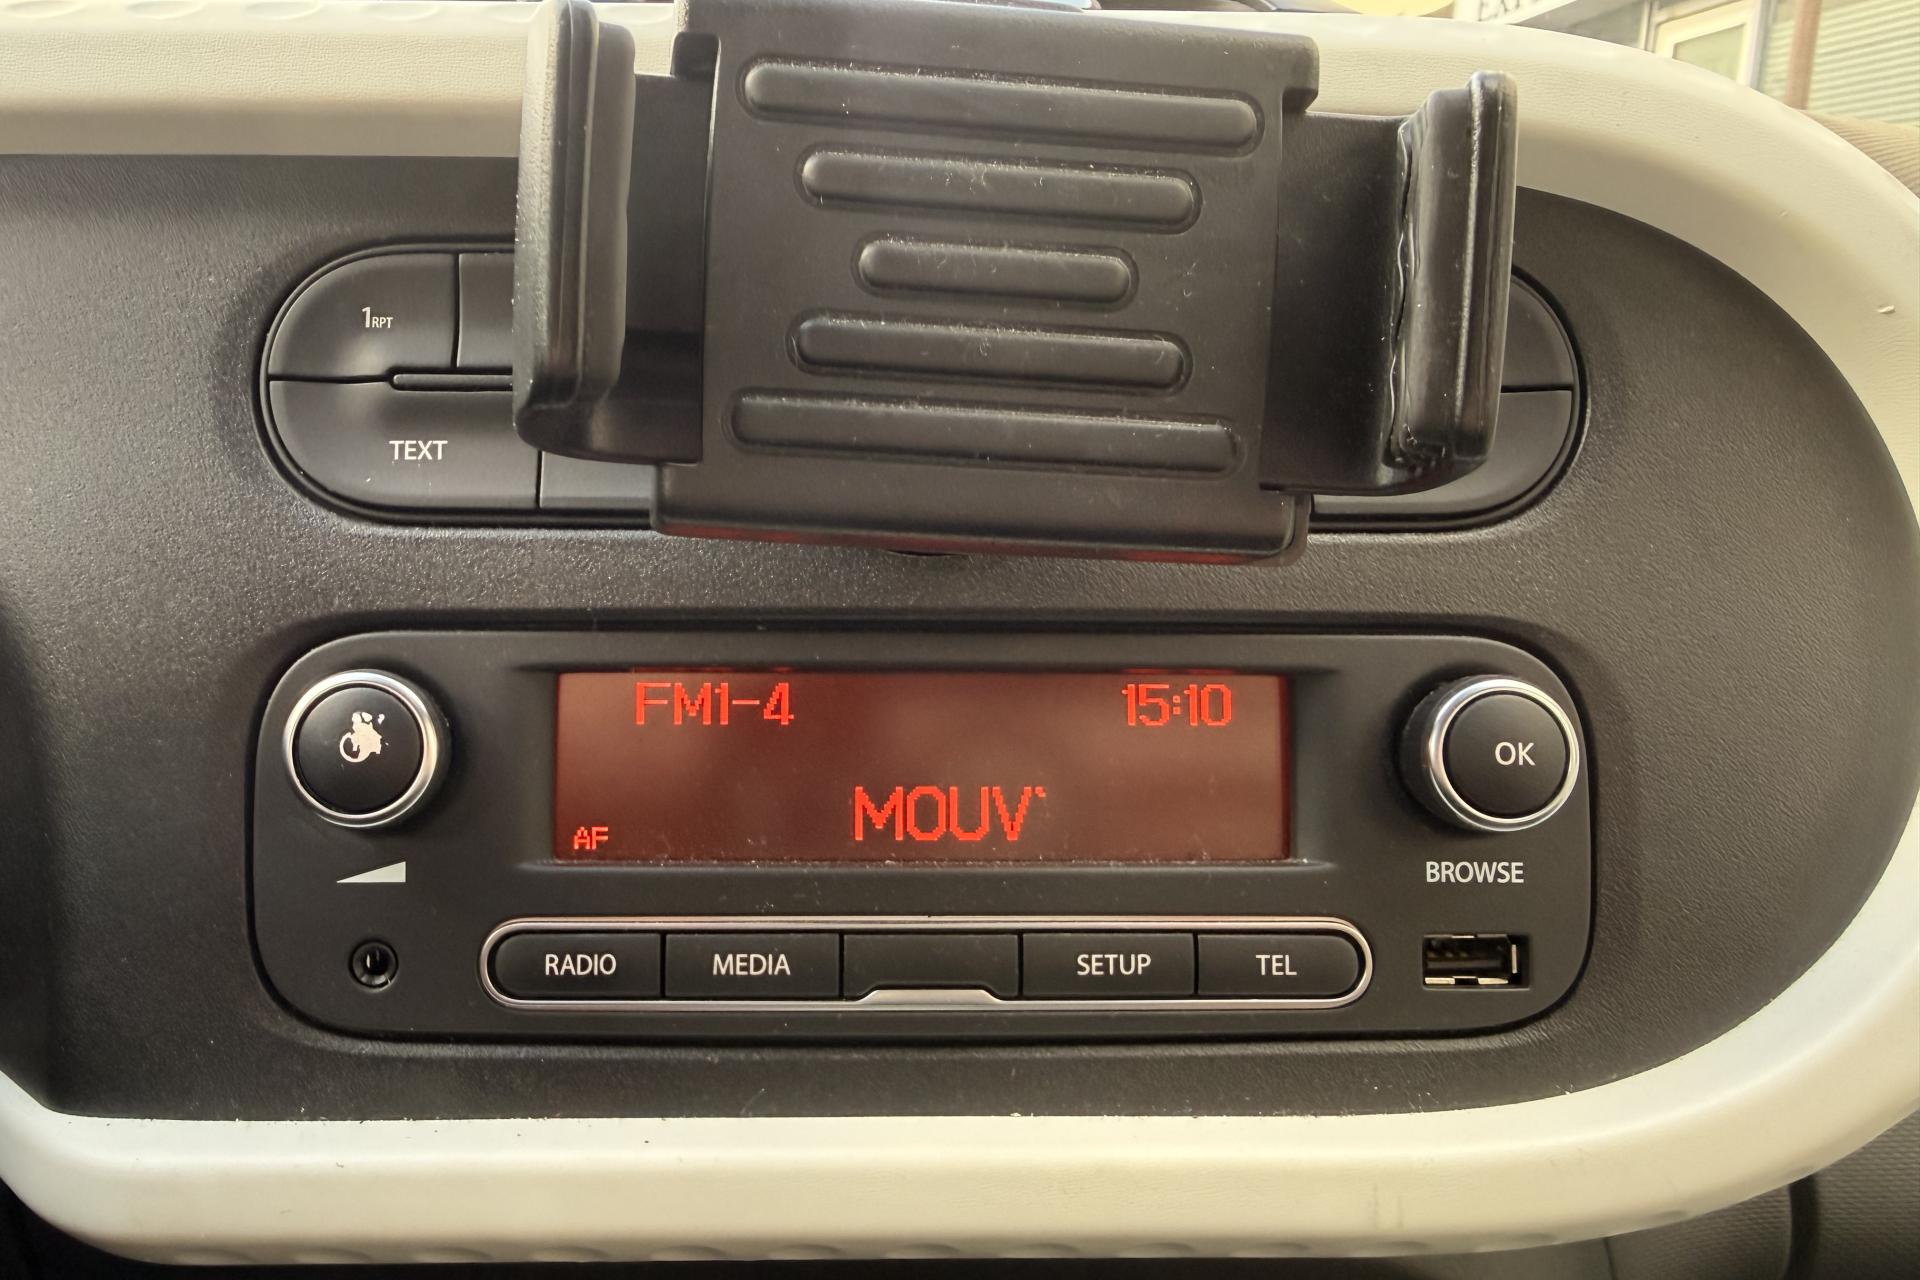 1RPT
TEXT
FM1-4 15:10
MOUV`
AF
OK
BROWSE
RADIO MEDIA SETUP TEL